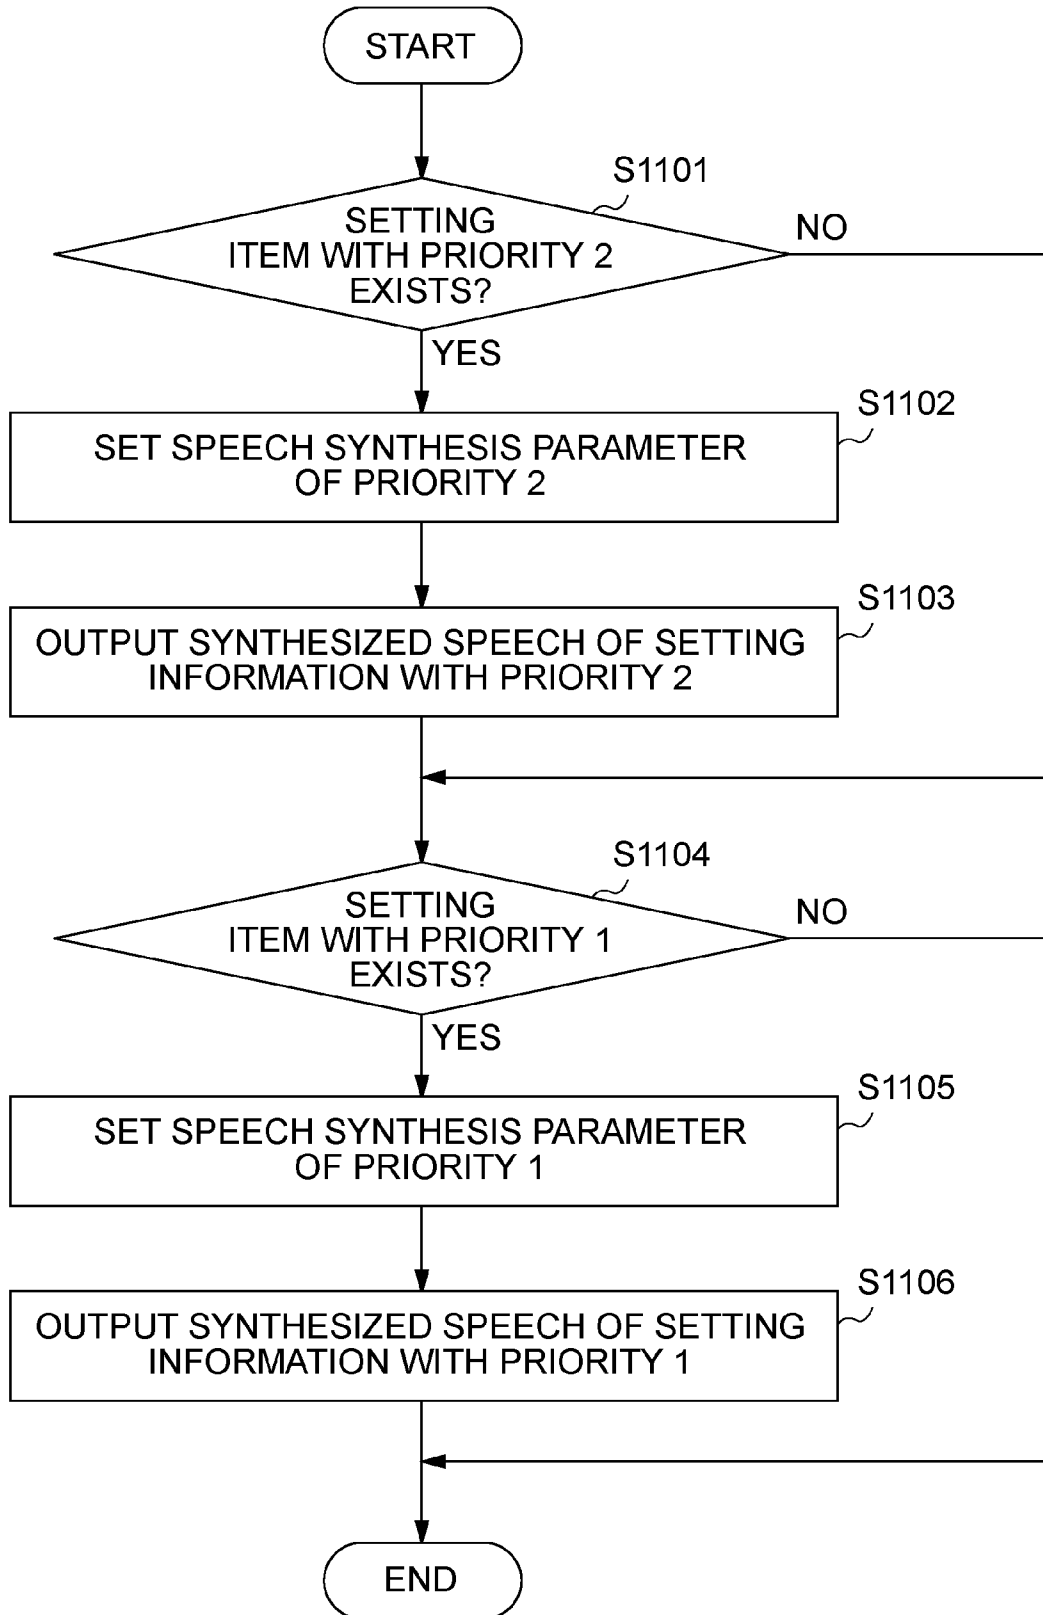 START
S1101
SETTING
ITEM WITH PRIORITY 2
EXISTS?
NO
YES
S1102
SET SPEECH SYNTHESIS PARAMETER
OF PRIORITY 2
S1103
OUTPUT SYNTHESIZED SPEECH OF SETTING
INFORMATION WITH PRIORITY 2
S1104
SETTING
ITEM WITH PRIORITY 1
EXISTS?
NO
YES
S1105
SET SPEECH SYNTHESIS PARAMETER
OF PRIORITY 1
S1106
OUTPUT SYNTHESIZED SPEECH OF SETTING
INFORMATION WITH PRIORITY 1
END